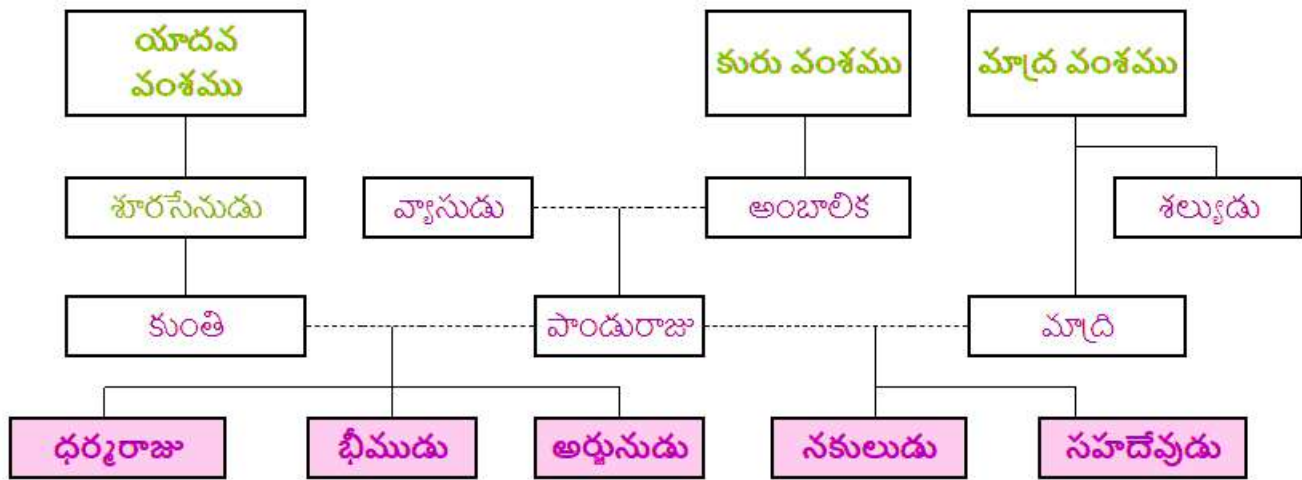 యాదవ
వంశము
కురు వంశము
మాద్ర వంశము
శూరసేనుడు
వ్యాసుడు
అంబాలిక
శల్యుడు
కుంతి
పాండురాజు
మాద్రి
ధర్మరాజు
భీముడు
అర్జునుడు
నకులుడు
సహదేవుడు